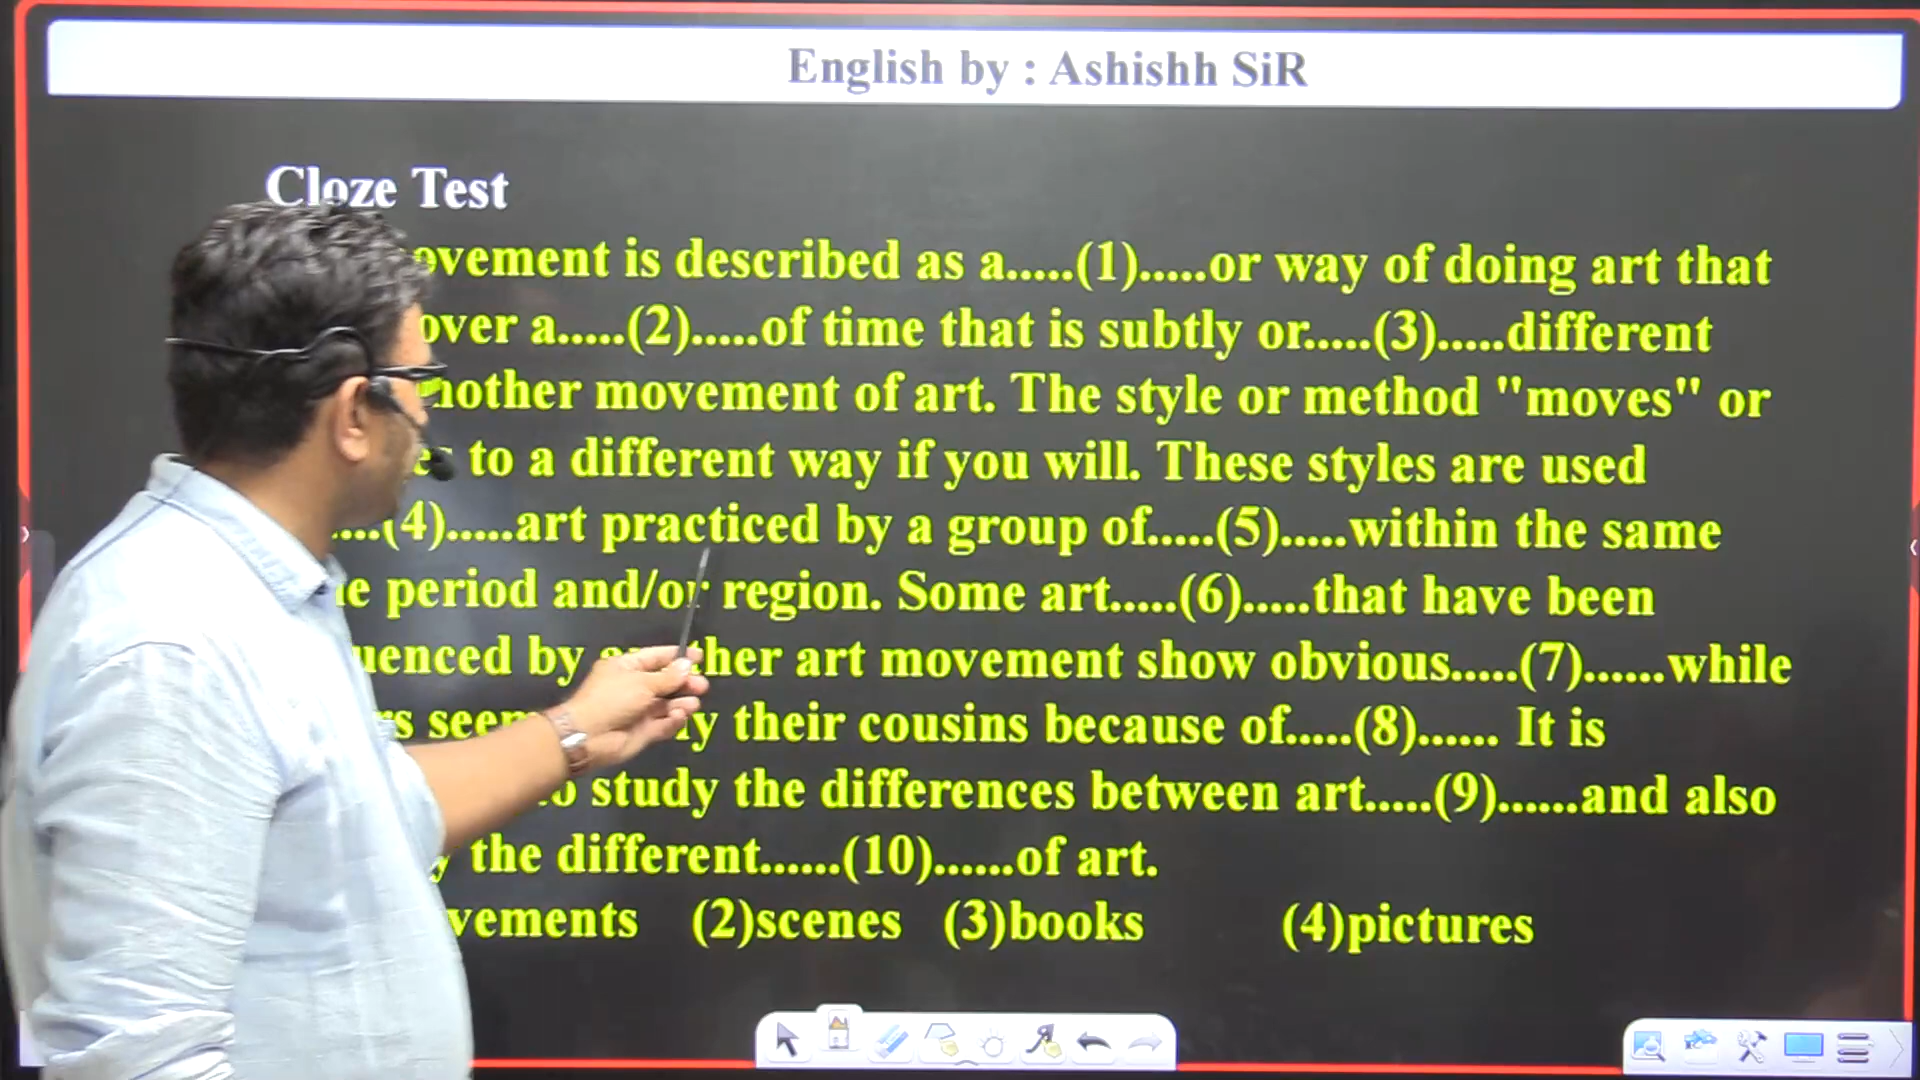 English by : Ashishh SiR
Cloze Test
is described as a.....(1).....or way of doing art that
over a.....(2).....of time that is subtly or.....(3).....different
movement of art. The style or method "moves" or
to a different way if you will. These styles are used
....(4).....art practiced by a group of.....(5).....within the same
period and/or region. Some art.....(6).....that have been
by art movement show obvious.....(7)......while
their cousins because of.....(8)...... It is
study the differences between art.....(9)......and also
the different......(10)......of art.
(2)scenes (3)books (4)pictures